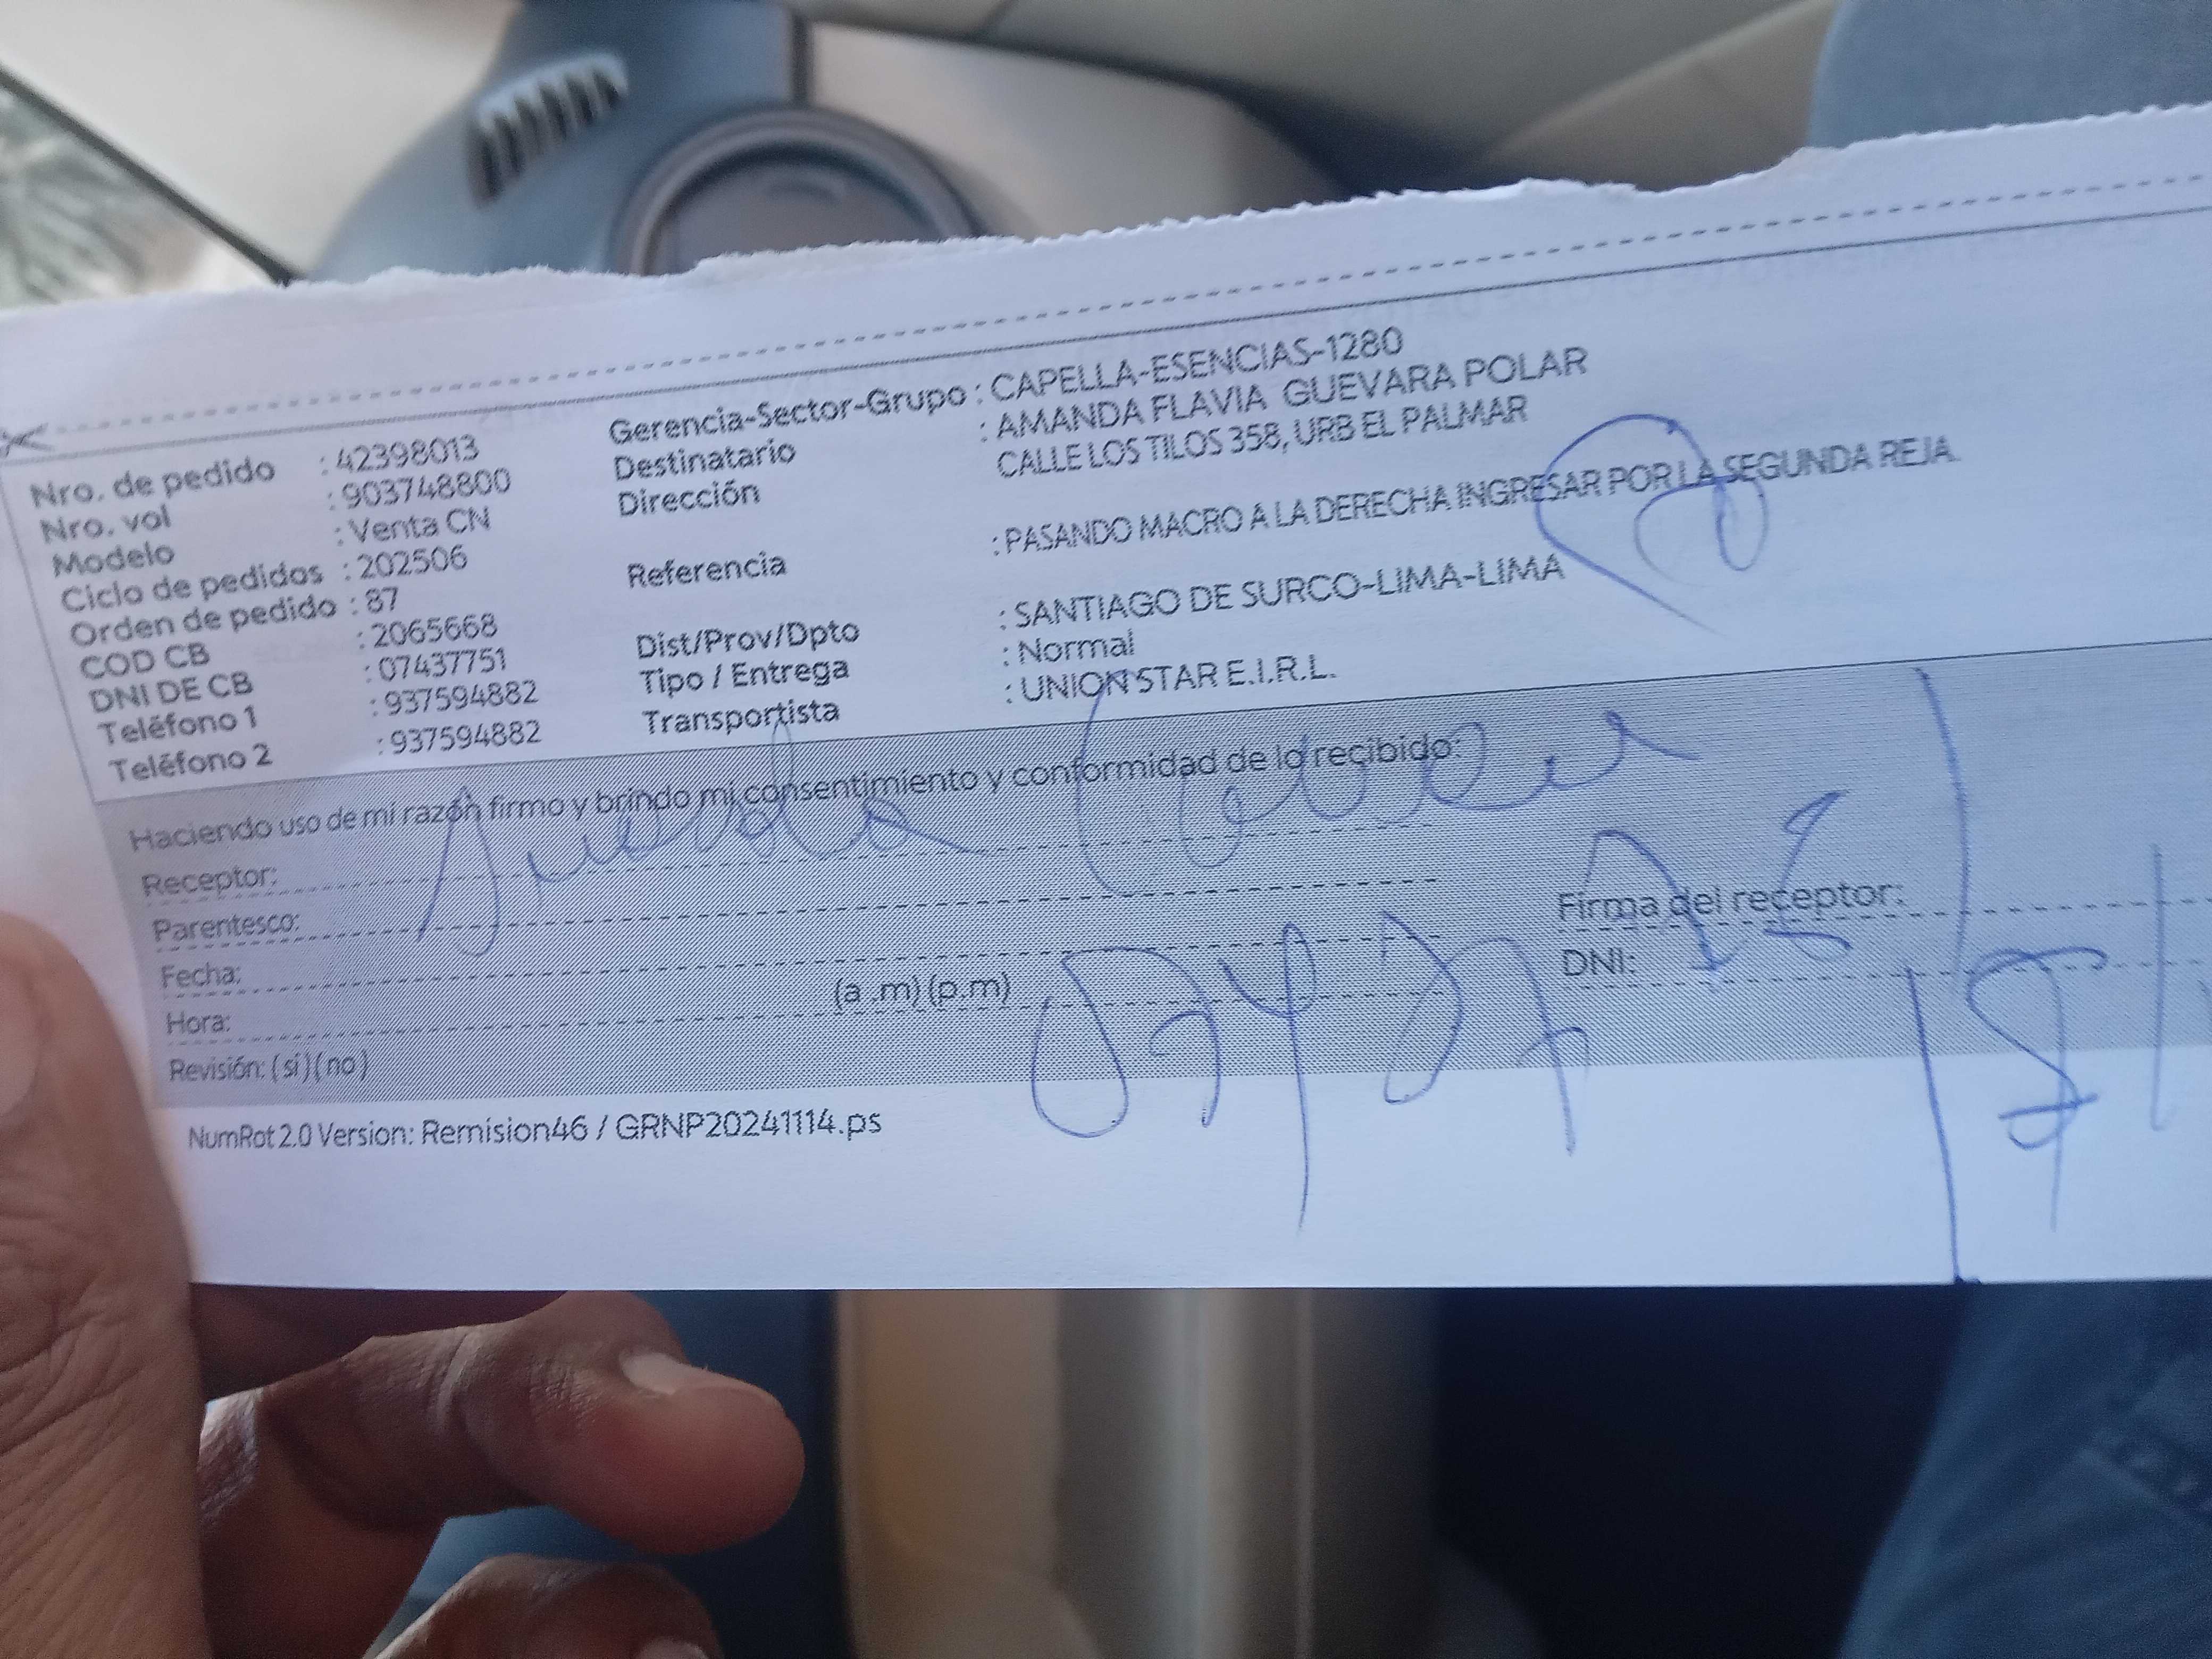 Nro. de pedido : 42398013 Gerencia-Sector-Grupo : CAPELLA-ESENCIAS-1280
Nro. vol : 903748800 Destinatario : AMANDA FLAVIA GUEVARA POLAR
Modelo : Venta CN Dirección CALLE LOS TILOS 358, URB EL PALMAR
Ciclo de pedidos : 202506
Orden de pedido : 87 Referencia : PASANDO MACRO A LA DERECHA INGRESAR POR LA SEGUNDA REJA.
COD CB : 2065668
DNI DE CB : 07437751 Dist/Prov/Dpto : SANTIAGO DE SURCO-LIMA-LIMA
Teléfono 1 : 937594882 Tipo / Entrega : Normal
Teléfono 2 : 937594882 Transportista : UNION STAR E.I.R.L.
Haciendo uso de mi razón firmo y brindo mi consentimiento y conformidad de lo recibido:
Receptor:
Parentesco: Firma del receptor:
Fecha: DNI:
Hora: (a .m) (p.m)
Revisión: (si) (no)
NumRot 2.0 Version: Remision46 / GRNP20241114.ps